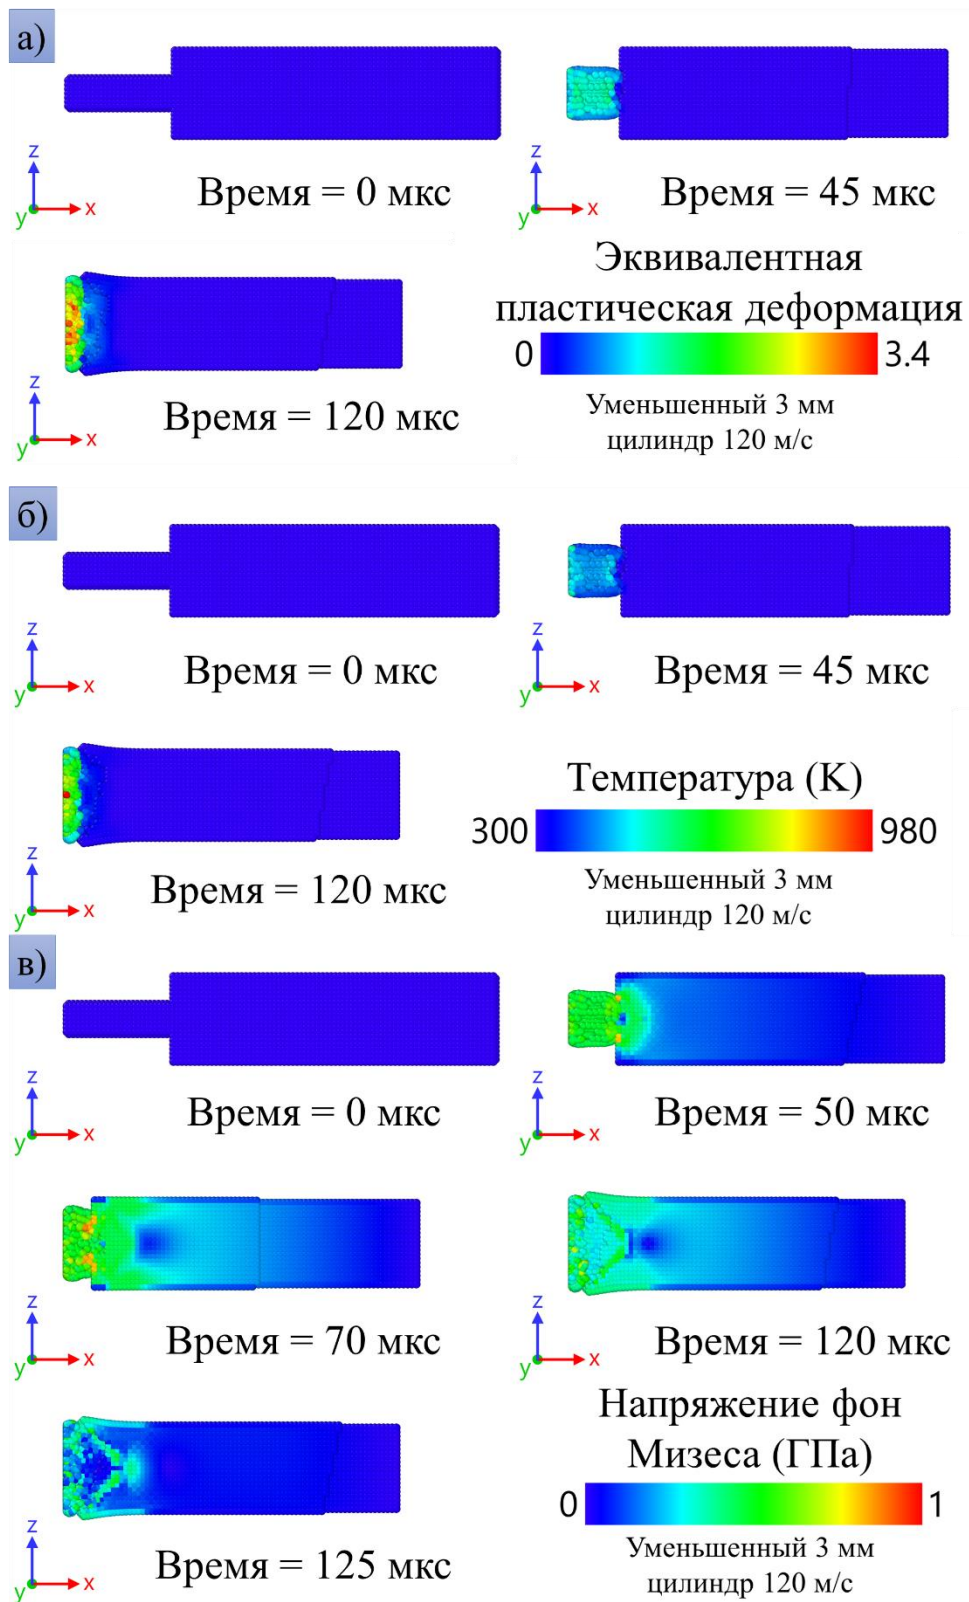 а)
z
y x
Время = 0 мкс
z
y x
Время = 45 мкс
z
y x
Время = 120 мкс
Эквивалентная
пластическая деформация
0 3.4
Уменьшенный 3 мм
цилиндр 120 м/с
б)
z
y x
Время = 0 мкс
z
y x
Время = 45 мкс
z
y x
Время = 120 мкс
Температура (K)
300 980
Уменьшенный 3 мм
цилиндр 120 м/с
в)
z
y x
Время = 0 мкс
z
y x
Время = 50 мкс
z
y x
Время = 70 мкс
z
y x
Время = 120 мкс
z
y x
Время = 125 мкс
Напряжение фон
Мизеса (ГПа)
0 1
Уменьшенный 3 мм
цилиндр 120 м/с